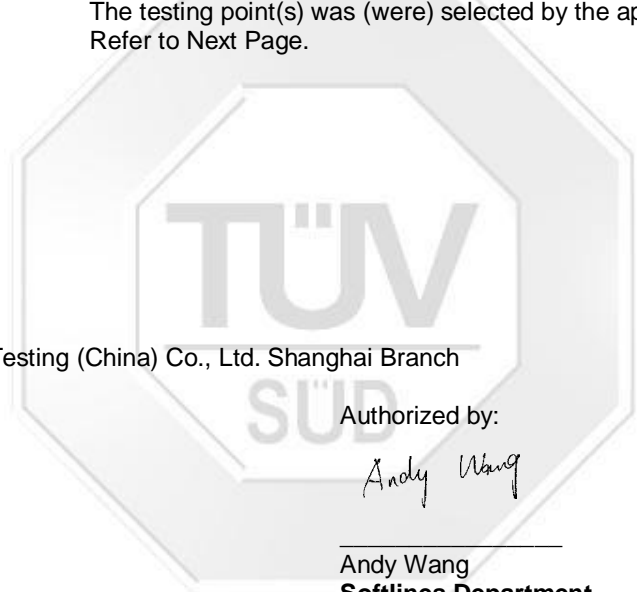 The testing point(s) was (were) selected by the
Refer to Next Page.
TÜV
SÜD
Testing (China) Co., Ltd. Shanghai Branch
Authorized by:
Andy Wang
Andy Wang
Softlines Department